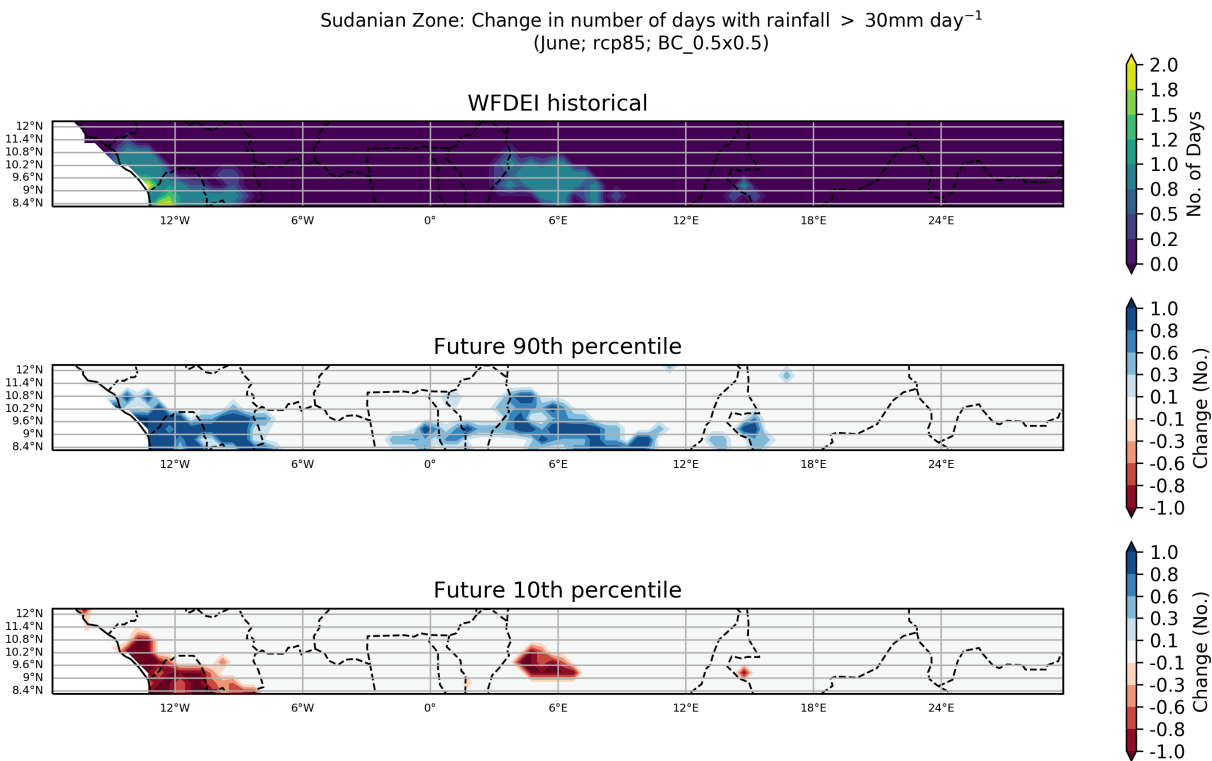 Sudanian Zone: Change in number of days with rainfall > 30mm day⁻¹
(June; rcp85; BC_0.5x0.5)
WFDEI historical
12°N
11.4°N
10.8°N
10.2°N
9.6°N
9°N
8.4°N
12°W 6°W 0° 6°E 12°E 18°E 24°E
2.0
1.8
1.5
1.2
1.0
0.8
0.5
0.2
0.0
No. of Days
Future 90th percentile
12°N
11.4°N
10.8°N
10.2°N
9.6°N
9°N
8.4°N
12°W 6°W 0° 6°E 12°E 18°E 24°E
1.0
0.8
0.6
0.3
0.1
-0.1
-0.3
-0.6
-0.8
-1.0
Change (No.)
Future 10th percentile
12°N
11.4°N
10.8°N
10.2°N
9.6°N
9°N
8.4°N
12°W 6°W 0° 6°E 12°E 18°E 24°E
1.0
0.8
0.6
0.3
0.1
-0.1
-0.3
-0.6
-0.8
-1.0
Change (No.)